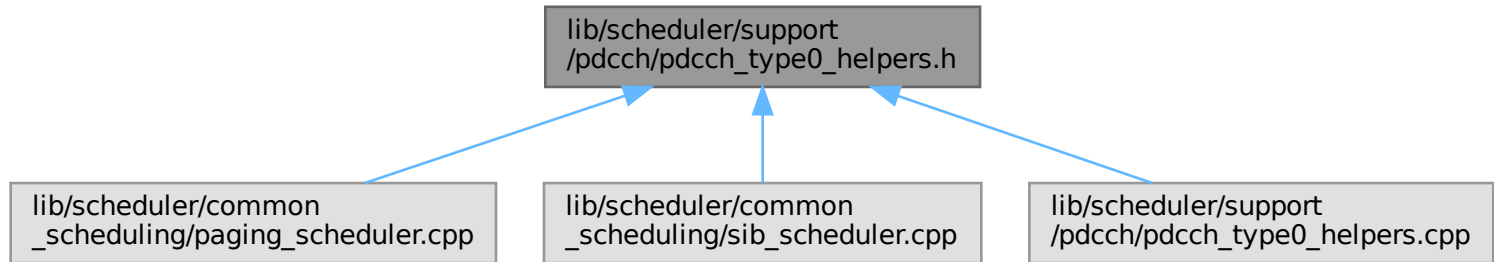 lib/scheduler/support
/pdcch/pdcch_type0_helpers.h
lib/scheduler/common
_scheduling/paging_scheduler.cpp
lib/scheduler/common
_scheduling/sib_scheduler.cpp
lib/scheduler/support
/pdcch/pdcch_type0_helpers.cpp